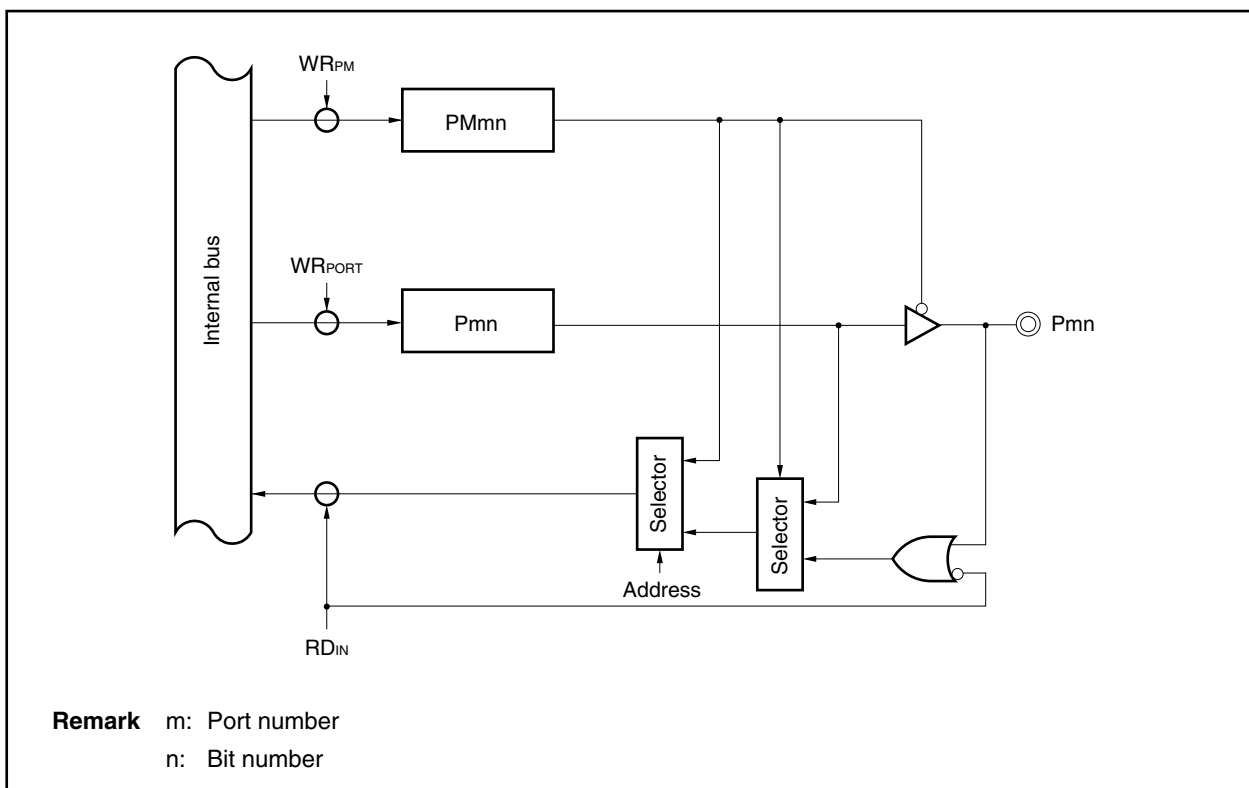 WRPM
PMmn
Internal bus
WRPORT
Pmn
Pmn
Selector
Selector
Address
RDIN
Remark m: Port number
n: Bit number